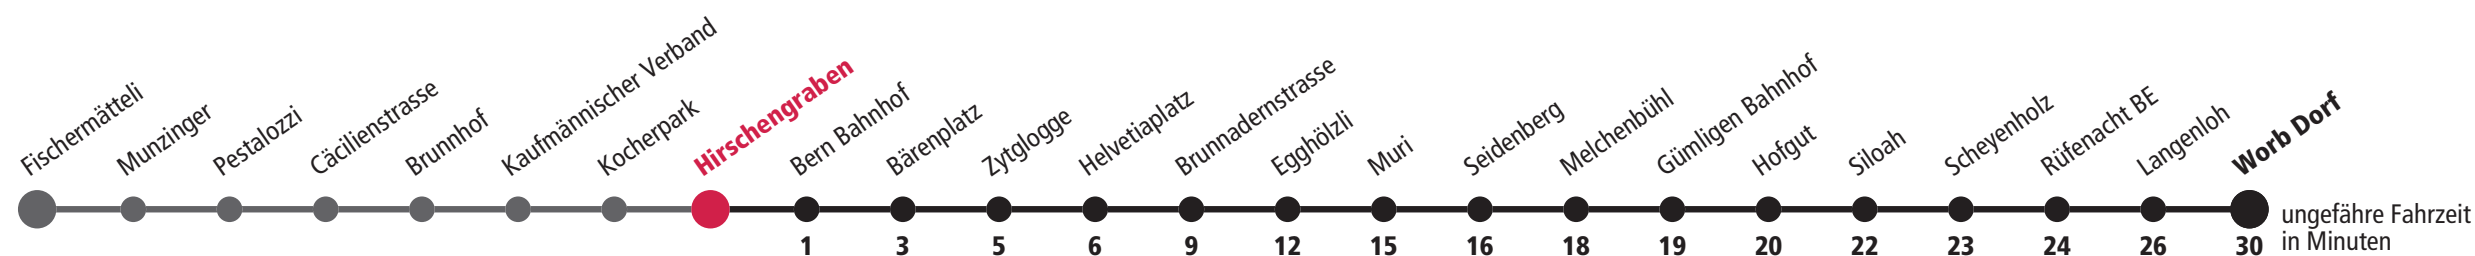 Fischermätteli
Munzinger
Pestalozzi
Cäcilienstrasse
Brunnhof
Kaufmännischer Verband
Kocherpark
Hirschengraben
Bern Bahnhof
Bärenplatz
Zytglogge
Helvetiaplatz
Brunnadernstrasse
Egghölzli
Muri
Seidenberg
Melchenbühl
Gümligen Bahnhof
Hofgut
Siloah
Scheyenholz
Rüfenacht BE
Langenloh
Worb Dorf
1 3 5 6 9 12 15 16 18 19 20 22 23 24 26 30
ungefähre Fahrzeit
in Minuten